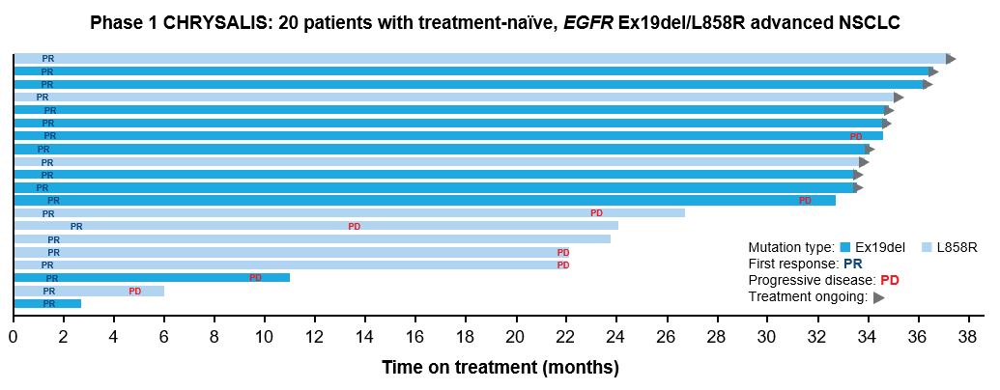 Phase 1 CHRYSALIS: 20 patients with treatment-naïve, EGFR Ex19del/L858R advanced NSCLC
PR
PR
PR
PR
PR
PR
PR PD
PR
PR
PR
PR
PR PD
PR PD
PR PD
PR
PR PD
PR PD
PR PD
PR PD
PR
Mutation type: Ex19del L858R
First response: PR
Progressive disease: PD
Treatment ongoing:
0 2 4 6 8 10 12 14 16 18 20 22 24 26 28 30 32 34 36 38
Time on treatment (months)